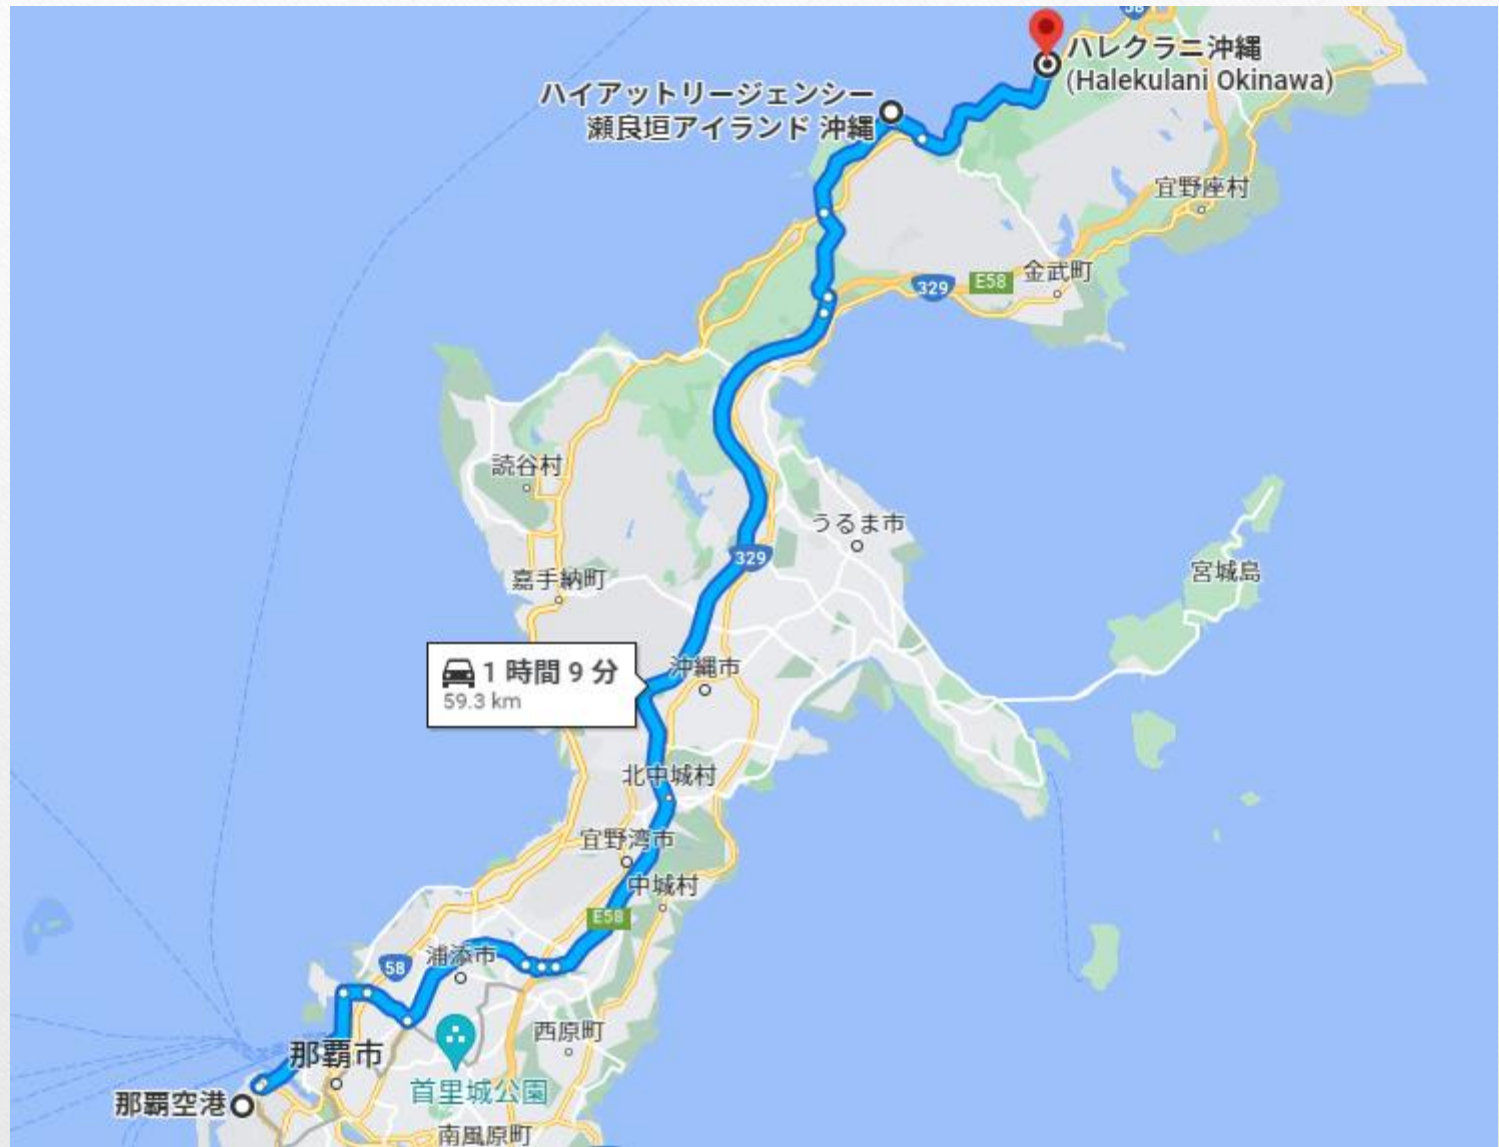 58
ハレクラニ沖縄
(Halekulani Okinawa)
ハイアットリージェンシー
瀬良垣アイランド 沖縄
宜野座村
金武町
329
E58
読谷村
うるま市
329
宮城島
嘉手納町
1 時間 9 分
59.3 km
沖縄市
北中城村
宜野湾市
中城村
E58
58
浦添市
西原町
那覇市
首里城公園
那覇空港
南風原町